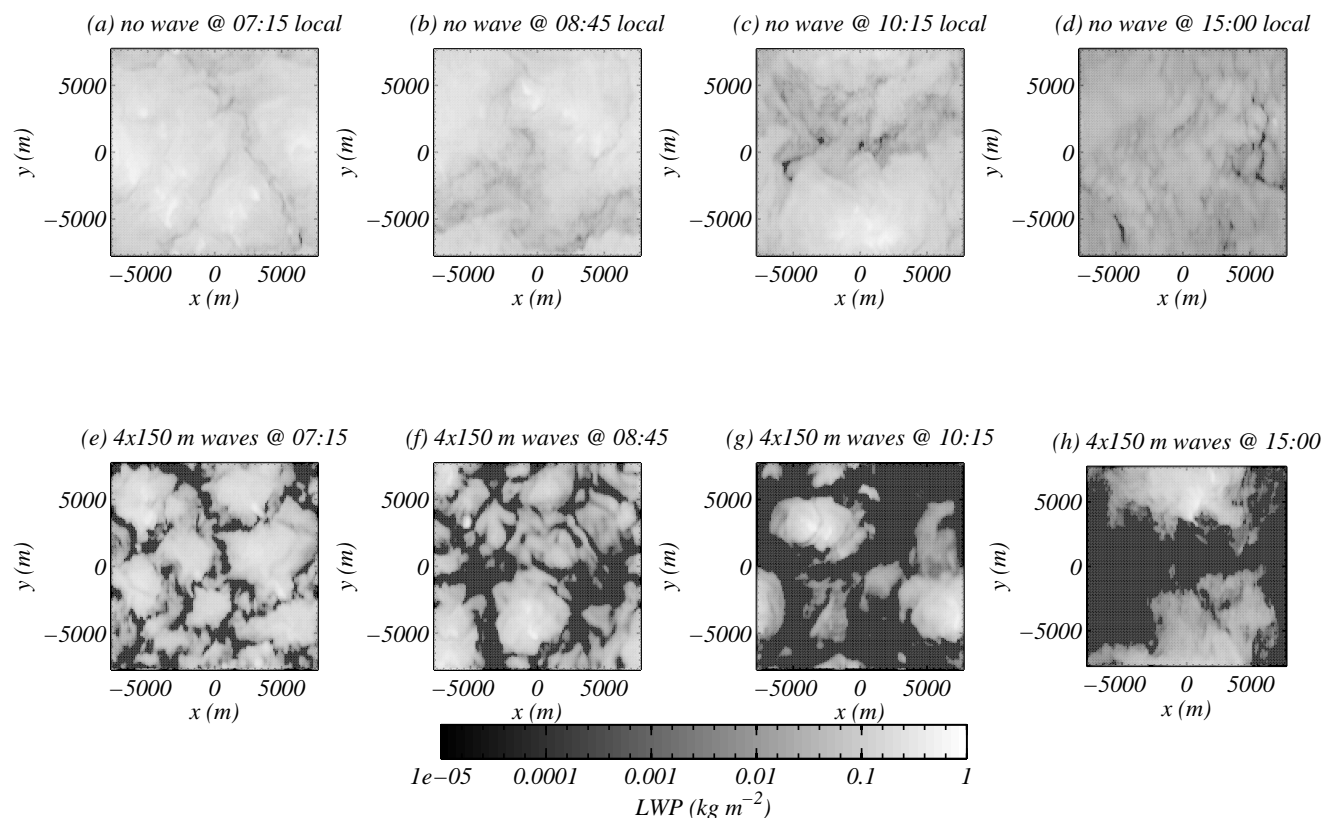 (a) no wave @ 07:15 local
(b) no wave @ 08:45 local
(c) no wave @ 10:15 local
(d) no wave @ 15:00 local
5000
0
−5000
y (m)
−5000 0 5000
x (m)
5000
0
−5000
y (m)
−5000 0 5000
x (m)
5000
0
−5000
y (m)
−5000 0 5000
x (m)
5000
0
−5000
y (m)
−5000 0 5000
x (m)
(e) 4x150 m waves @ 07:15
(f) 4x150 m waves @ 08:45
(g) 4x150 m waves @ 10:15
(h) 4x150 m waves @ 15:00
5000
0
−5000
y (m)
−5000 0 5000
x (m)
5000
0
−5000
y (m)
−5000 0 5000
x (m)
5000
0
−5000
y (m)
−5000 0 5000
x (m)
5000
0
−5000
y (m)
−5000 0 5000
x (m)
1e−05 0.0001 0.001 0.01 0.1 1
LWP (kg m⁻²)